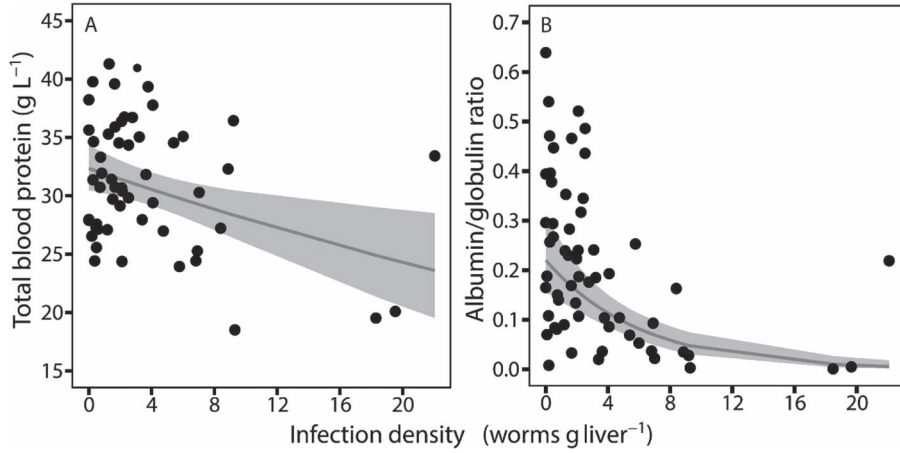 A
B
Total blood protein (g L⁻¹)
45
40
35
30
25
20
15
0 4 8 12 16 20
Albumin/globulin ratio
0.7
0.6
0.5
0.4
0.3
0.2
0.1
0.0
0 4 8 12 16 20
Infection density (worms g liver⁻¹)